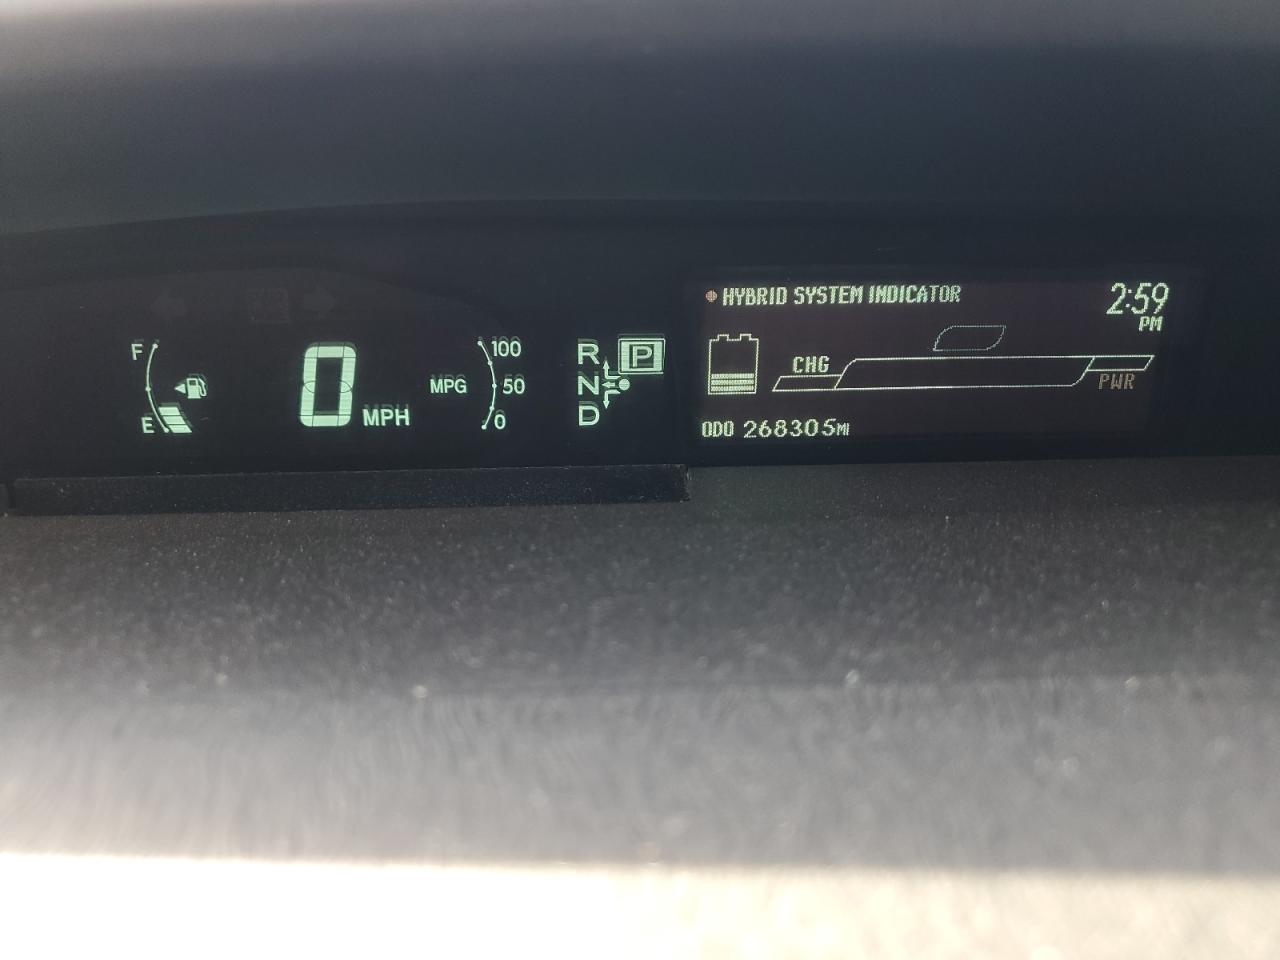 F
E
0 MPH
MPG
100
50
0
R
N
D
P
HYBRID SYSTEM INDICATOR
2:59
PM
CHG
PWR
ODO 268305MI